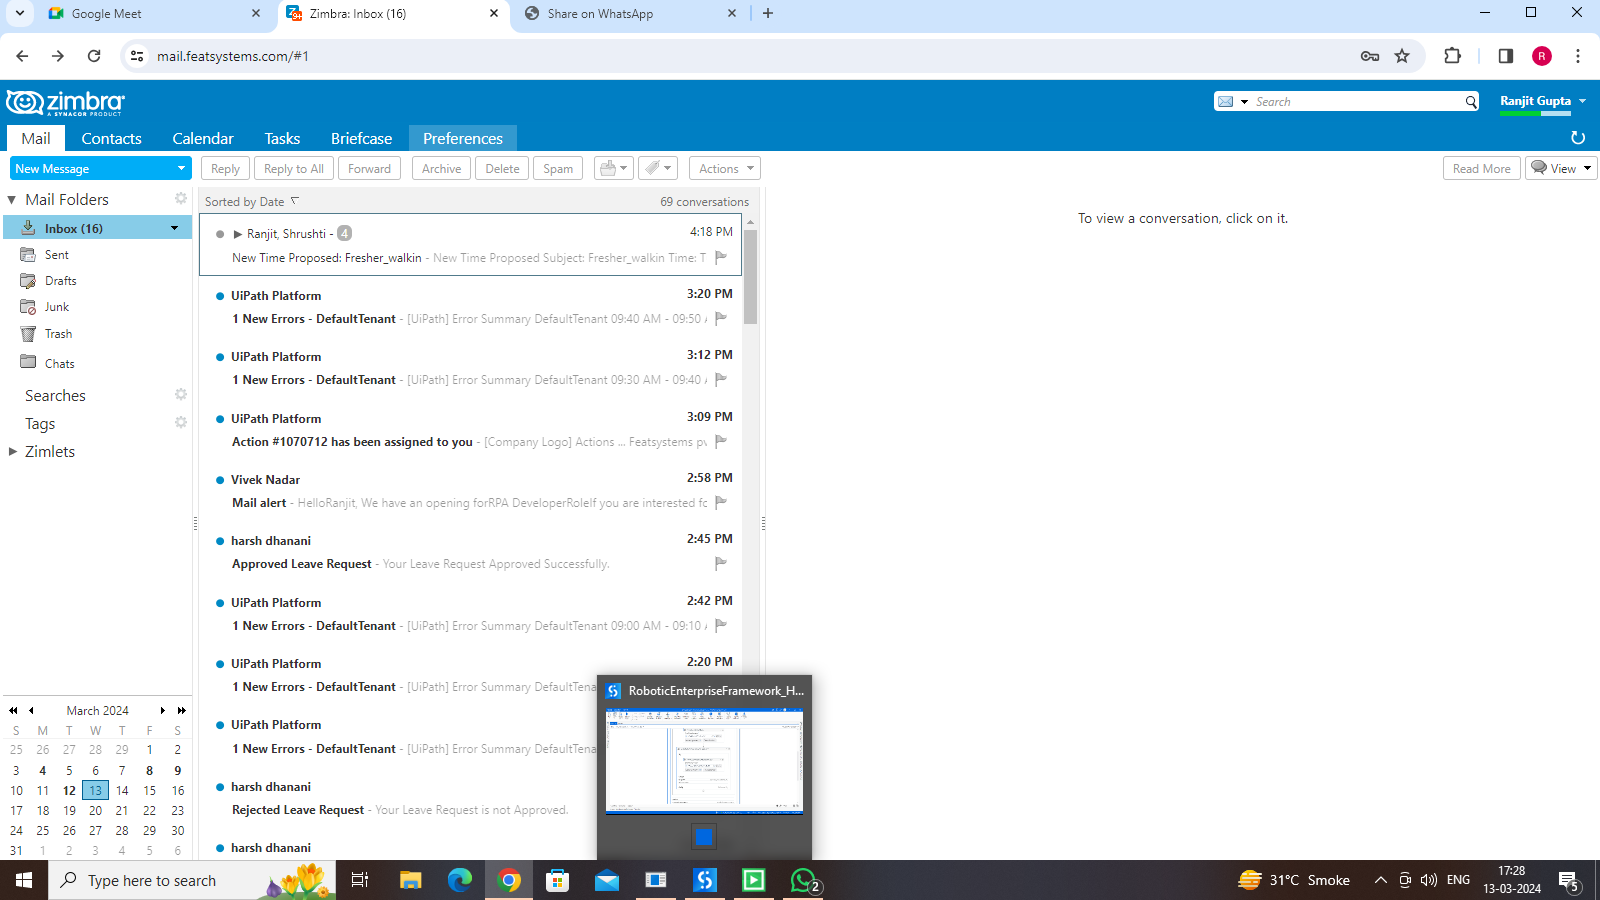 Google Meet
Zimbra: Inbox (16)
Share on WhatsApp
mail.featsystems.com/#1
R
zimbra
A SYNACOR PRODUCT
Search
Ranjit Gupta
Mail Contacts Calendar Tasks Briefcase Preferences
New Message
Reply Reply to All Forward Archive Delete Spam Actions Read More View
Mail Folders
Inbox (16)
Sent
Drafts
Junk
Trash
Chats
Searches
Tags
Zimlets
Sorted by Date
69 conversations
Ranjit, Shrushti - 4 4:18 PM
New Time Proposed: Fresher_walkin - New Time Proposed Subject: Fresher_walkin Time: T
UiPath Platform 3:20 PM
1 New Errors - DefaultTenant - [UiPath] Error Summary DefaultTenant 09:40 AM - 09:50 A
UiPath Platform 3:12 PM
1 New Errors - DefaultTenant - [UiPath] Error Summary DefaultTenant 09:30 AM - 09:40 A
UiPath Platform 3:09 PM
Action #1070712 has been assigned to you - [Company Logo] Actions ... Featsystems pv
Vivek Nadar 2:58 PM
Mail alert - HelloRanjit, We have an opening forRPA DeveloperRoleIf you are interested fo
harsh dhanani 2:45 PM
Approved Leave Request - Your Leave Request Approved Successfully.
UiPath Platform 2:42 PM
1 New Errors - DefaultTenant - [UiPath] Error Summary DefaultTenant 09:00 AM - 09:10 A
UiPath Platform 2:20 PM
1 New Errors - DefaultTenant - [UiPath] Error Summary DefaultTenant
UiPath Platform
1 New Errors - DefaultTenant - [UiPath] Error Summary DefaultTenant
harsh dhanani
Rejected Leave Request - Your Leave Request is not Approved.
harsh dhanani
To view a conversation, click on it.
RoboticEnterpriseFramework_H...
March 2024
S M T W T F S
25 26 27 28 29 1 2
3 4 5 6 7 8 9
10 11 12 13 14 15 16
17 18 19 20 21 22 23
24 25 26 27 28 29 30
31 1 2 3 4 5 6
Type here to search
2
31°C Smoke
ENG
17:28
13-03-2024
5